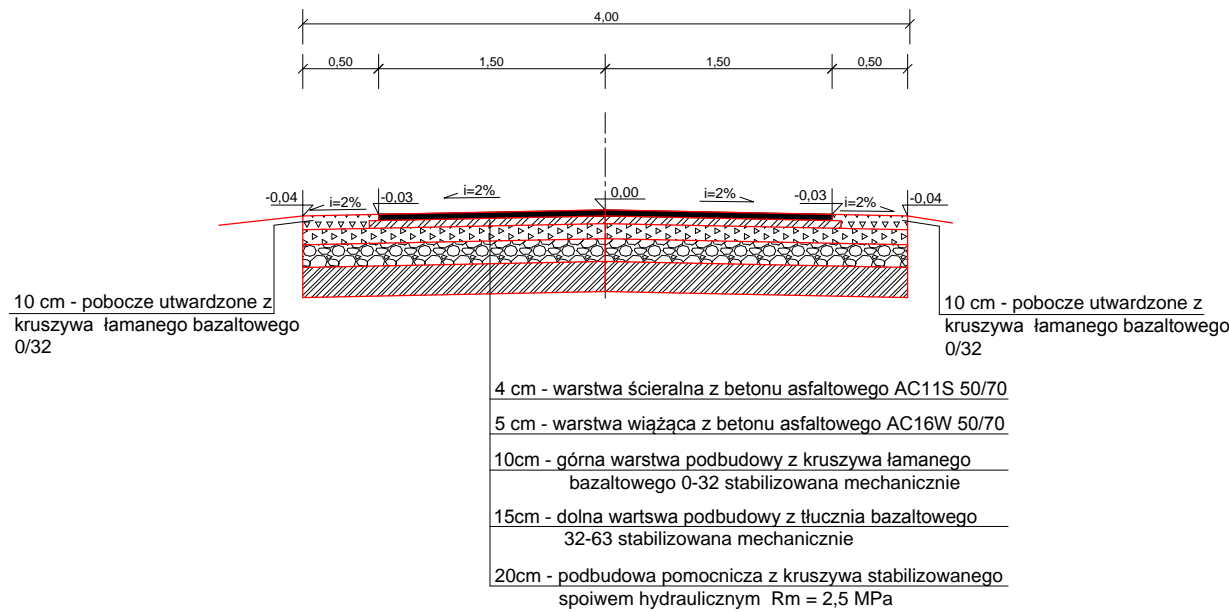 4,00
0,50 1,50 1,50 0,50
-0,04 i=2% -0,03 i=2% 0,00 i=2% -0,03 i=2% -0,04
10 cm - pobocze utwardzone z
kruszywa łamanego bazaltowego
0/32
10 cm - pobocze utwardzone z
kruszywa łamanego bazaltowego
0/32
4 cm - warstwa ścieralna z betonu asfaltowego AC11S 50/70
5 cm - warstwa wiążąca z betonu asfaltowego AC16W 50/70
10cm - górna warstwa podbudowy z kruszywa łamanego
bazaltowego 0-32 stabilizowana mechanicznie
15cm - dolna wartswa podbudowy z tłucznia bazaltowego
32-63 stabilizowana mechanicznie
20cm - podbudowa pomocnicza z kruszywa stabilizowanego
spoiwem hydraulicznym Rm = 2,5 MPa